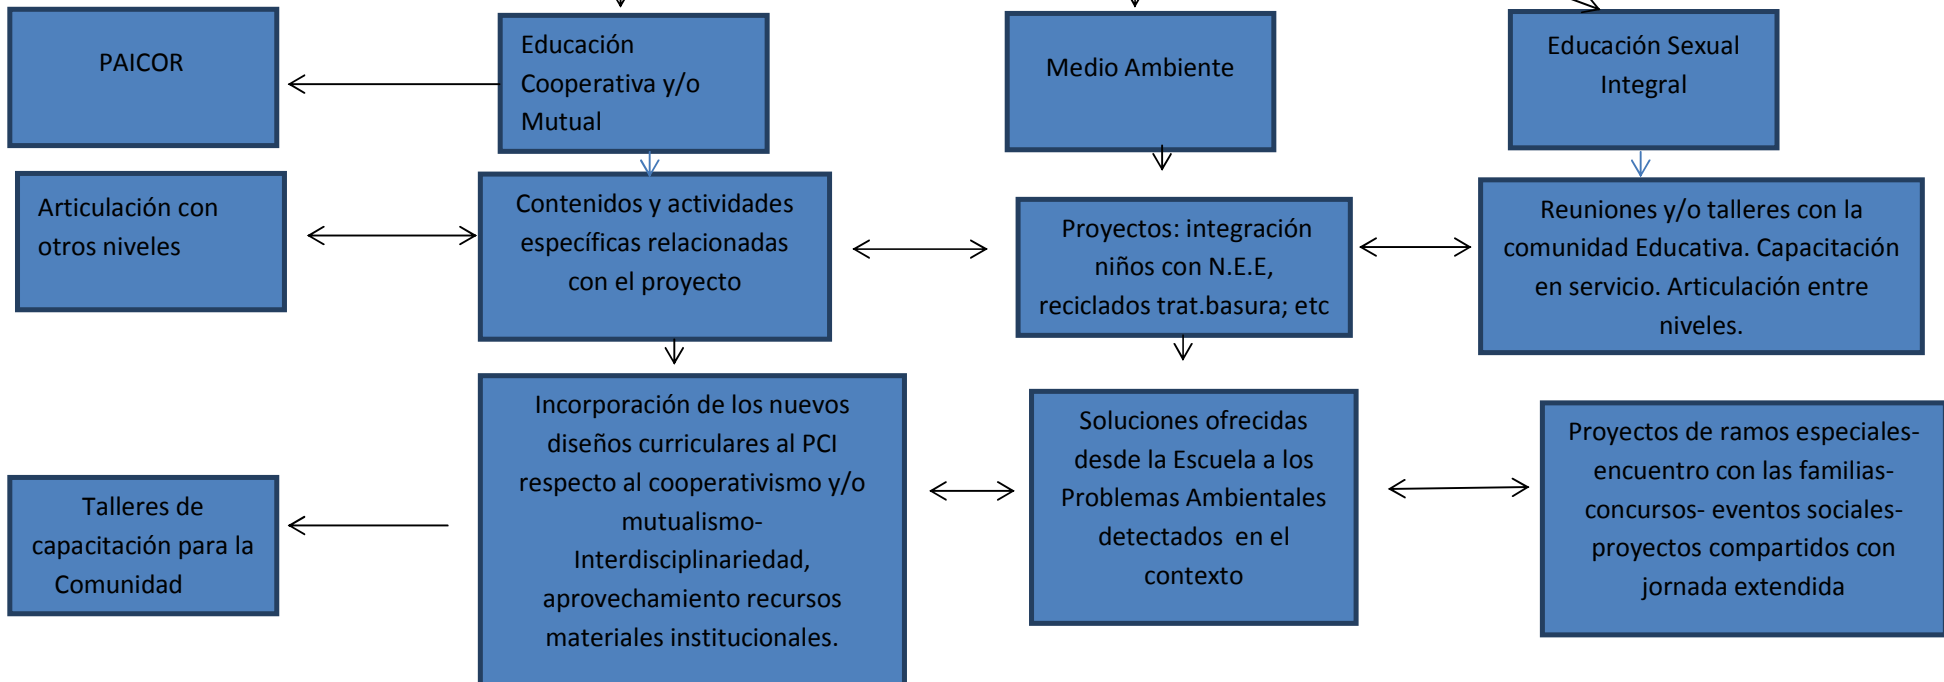 PAICOR
Educación
Cooperativa y/o
Mutual
Medio Ambiente
Educación Sexual
Integral
Articulación con
otros niveles
Contenidos y actividades
específicas relacionadas
con el proyecto
Proyectos: integración
niños con N.E.E,
reciclados trat.basura; etc
Reuniones y/o talleres con la
comunidad Educativa. Capacitación
en servicio. Articulación entre
niveles.
Talleres de
capacitación para la
Comunidad
Incorporación de los nuevos
diseños curriculares al PCI
respecto al cooperativismo y/o
mutualismo-
Interdisciplinariedad,
aprovechamiento recursos
materiales institucionales.
Soluciones ofrecidas
desde la Escuela a los
Problemas Ambientales
detectados  en el
contexto
Proyectos de ramos especiales-
encuentro con las familias-
concursos- eventos sociales-
proyectos compartidos con
jornada extendida